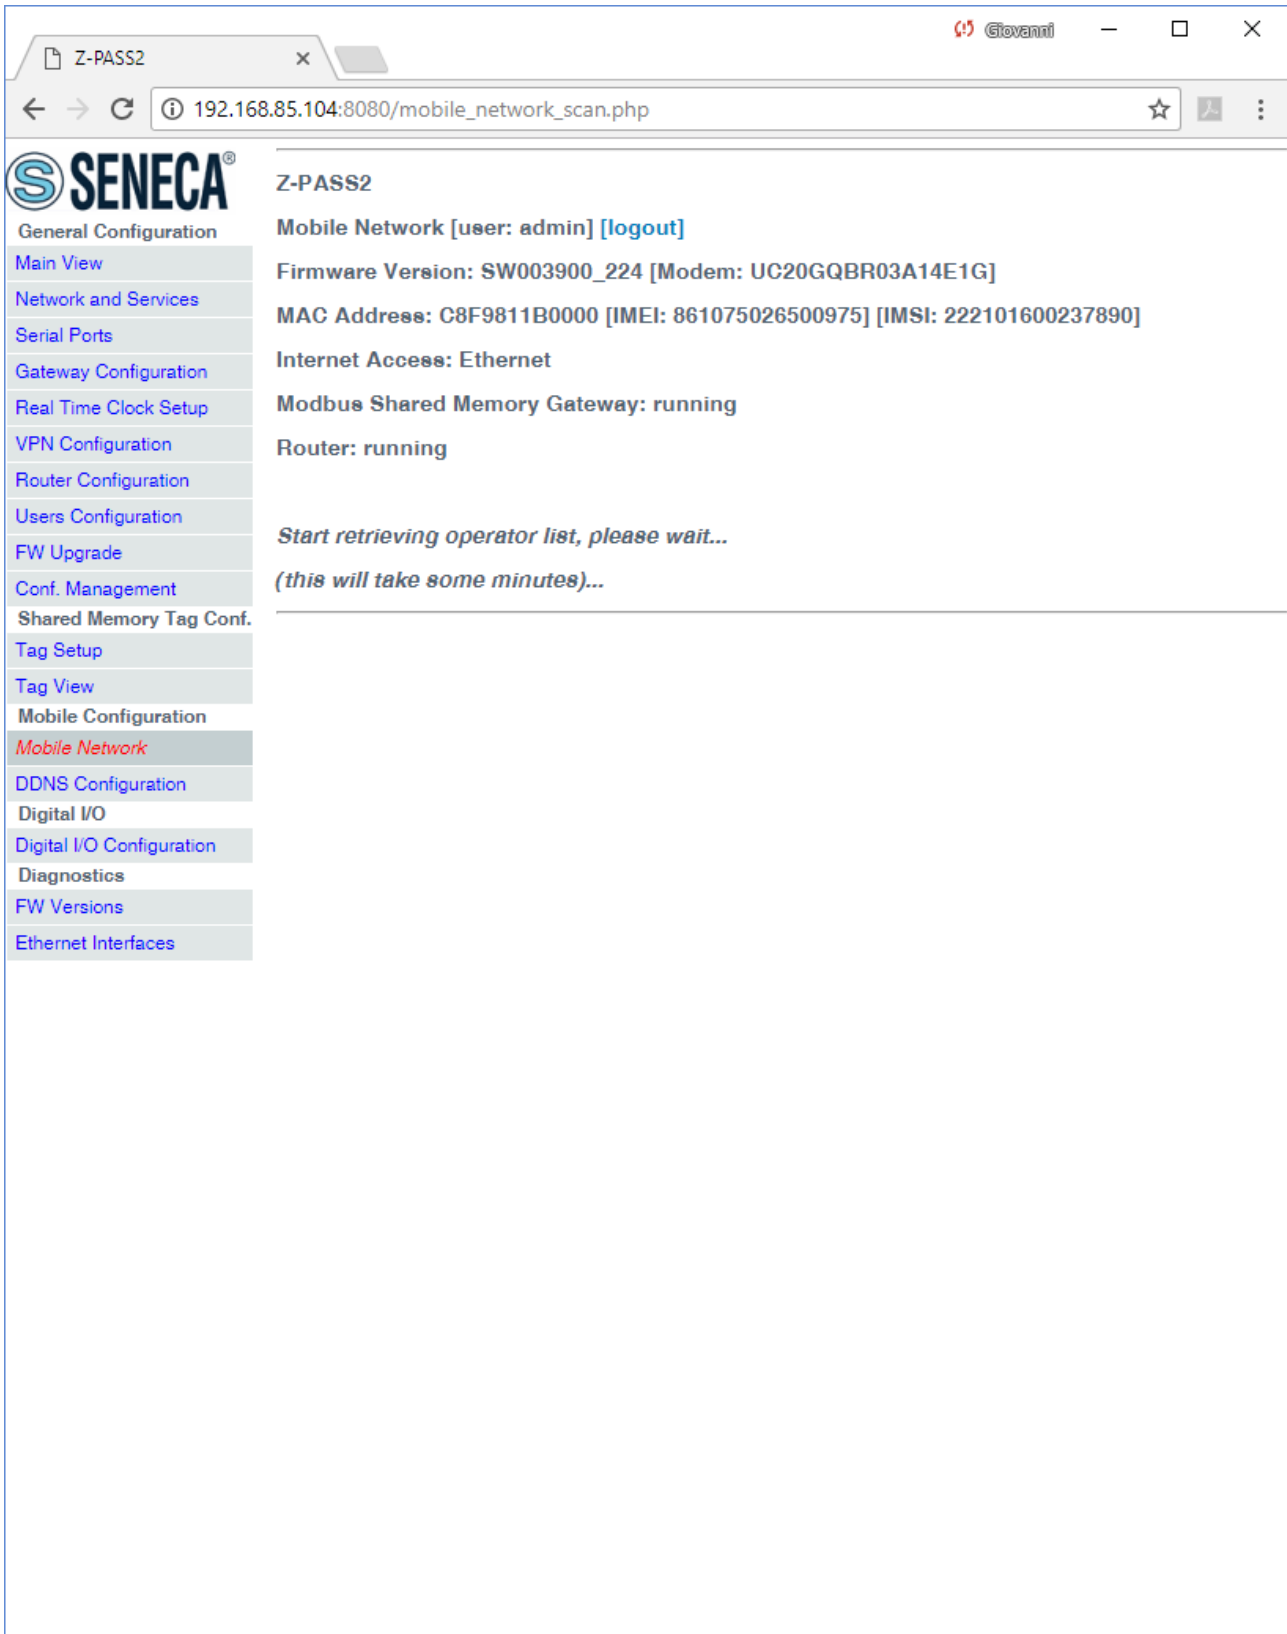 Giovanni
Z-PASS2
192.168.85.104:8080/mobile_network_scan.php
SENECA®
General Configuration
Main View
Network and Services
Serial Ports
Gateway Configuration
Real Time Clock Setup
VPN Configuration
Router Configuration
Users Configuration
FW Upgrade
Conf. Management
Shared Memory Tag Conf.
Tag Setup
Tag View
Mobile Configuration
Mobile Network
DDNS Configuration
Digital I/O
Digital I/O Configuration
Diagnostics
FW Versions
Ethernet Interfaces
Z-PASS2
Mobile Network [user: admin] [logout]
Firmware Version: SW003900_224 [Modem: UC20GQBR03A14E1G]
MAC Address: C8F9811B0000 [IMEI: 861075026500975] [IMSI: 222101600237890]
Internet Access: Ethernet
Modbus Shared Memory Gateway: running
Router: running
Start retrieving operator list, please wait...
(this will take some minutes)...